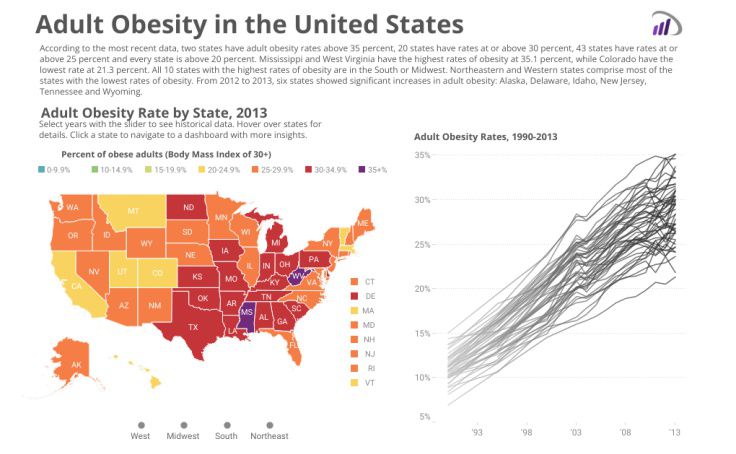 Adult Obesity in the United States
According to the most recent data, two states have adult obesity rates above 35 percent, 20 states have rates at or above 30 percent, 43 states have rates at or
above 25 percent and every state is above 20 percent. Mississippi and West Virginia have the highest rates of obesity at 35.1 percent, while Colorado have the
lowest rate at 21.3 percent. All 10 states with the highest rates of obesity are in the South or Midwest. Northeastern and Western states comprise most of the
states with the lowest rates of obesity. From 2012 to 2013, six states showed significant increases in adult obesity: Alaska, Delaware, Idaho, New Jersey,
Tennessee and Wyoming.
Adult Obesity Rate by State, 2013
Select years with the slider to see historical data. Hover over states for
details. Click a state to navigate to a dashboard with more insights.
Percent of obese adults (Body Mass Index of 30+)
0-9.9% 10-14.9% 15-19.9% 20-24.9% 25-29.9% 30-34.9% 35+%
WA
MT
ND
MN
ME
OR
ID
SD
WI
MI
NY
WY
IA
PA
NE
NV
UT
CO
IL
IN
OH
WV
VA
CA
KS
MO
KY
AZ
NM
OK
AR
TN
NC
SC
TX
LA
MS
AL
GA
FL
AK
HI
CT
DE
MA
MD
NH
NJ
RI
VT
West Midwest South Northeast
Adult Obesity Rates, 1990-2013
35%
30%
25%
20%
15%
10%
5%
'93 '98 '03 '08 '13